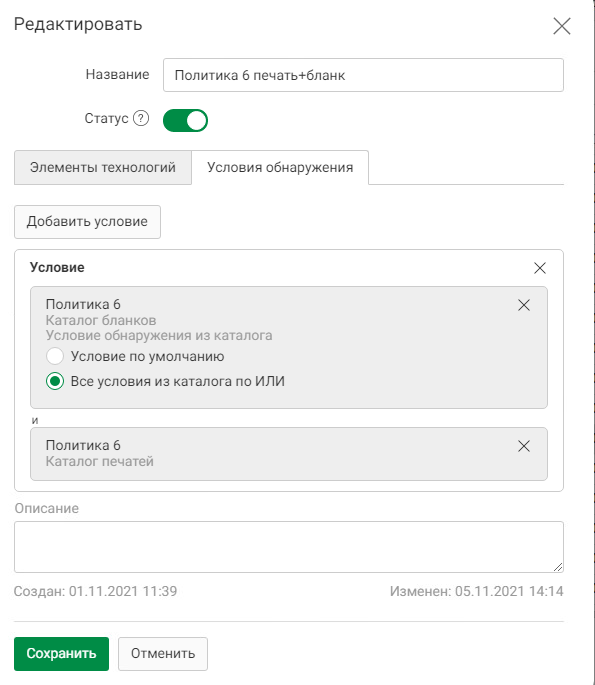 Редактировать
Название
Политика 6 печать+бланк
Статус ?
Элементы технологий
Условия обнаружения
Добавить условие
Условие
Политика 6
Каталог бланков
Условие обнаружения из каталога
Условие по умолчанию
Все условия из каталога по ИЛИ
и
Политика 6
Каталог печатей
Описание
Создан: 01.11.2021 11:39
Изменен: 05.11.2021 14:14
Сохранить
Отменить